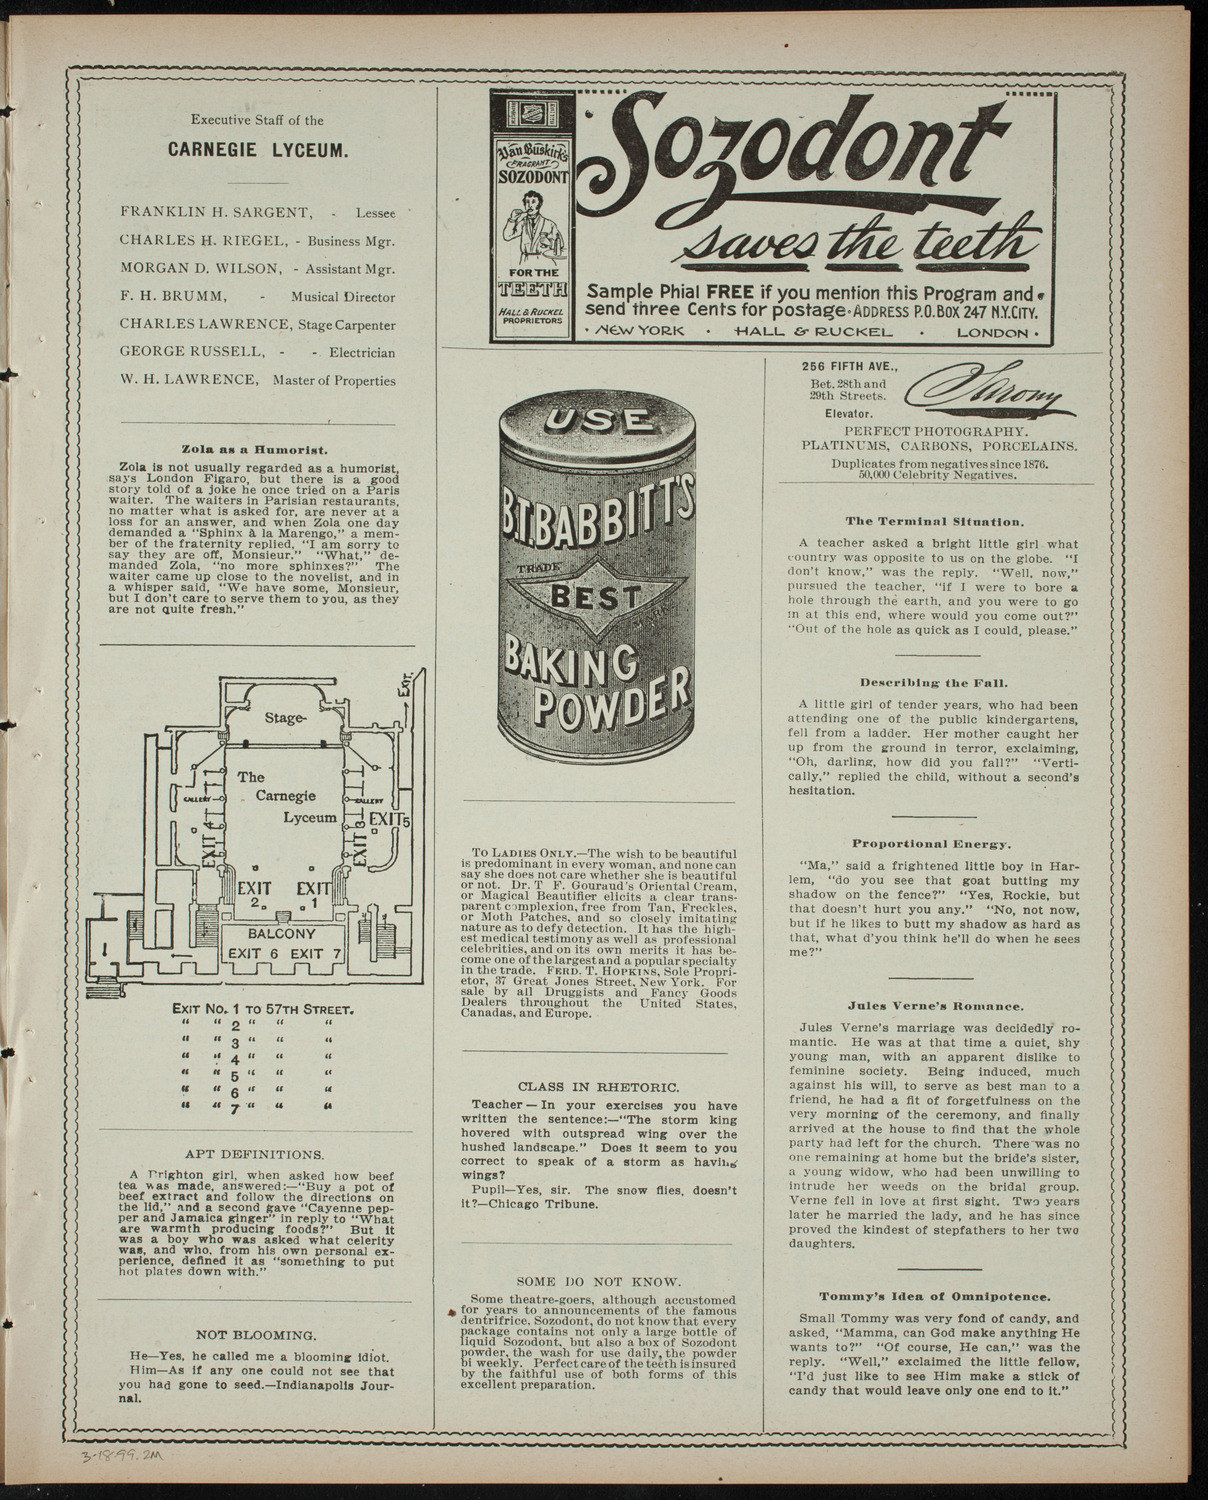 Executive Staff of the
CARNEGIE LYCEUM.
FRANKLIN H. SARGENT, - Lessee
CHARLES H. RIEGEL, - Business Mgr.
MORGAN D. WILSON, - Assistant Mgr.
F. H. BRUMM, - Musical Director
CHARLES LAWRENCE, Stage Carpenter
GEORGE RUSSELL, - - Electrician
W. H. LAWRENCE, Master of Properties
Zola as a Humorist.
Zola is not usually regarded as a humorist,
says London Figaro, but there is a good
story told of a joke he once tried on a Paris
waiter. The waiters in Parisian restaurants,
no matter what is asked for, are never at a
loss for an answer, and when Zola one day
demanded a "Sphinx à la Marengo," a mem-
ber of the fraternity replied, "I am sorry to
say they are off, Monsieur." "What," de-
manded Zola, "no more sphinxes?" The
waiter came up close to the novelist, and in
a whisper said, "We have some, Monsieur,
but I don't care to serve them to you, as they
are not quite fresh."
EXIT.
Stage-
The
Carnegie
Lyceum
GALLERY
GALLERY
EXIT 4
EXIT 3
EXIT 5
EXIT 2.
EXIT 1
BALCONY
EXIT 6 EXIT 7
EXIT NO. 1 TO 57TH STREET.
" " 2 " " "
" " 3 " " "
" " 4 " " "
" " 5 " " "
" " 6 " " "
" " 7 " " "
APT DEFINITIONS.
A Brighton girl, when asked how beef
tea was made, answered:—"Buy a pot of
beef extract and follow the directions on
the lid," and a second gave "Cayenne pep-
per and Jamaica ginger" in reply to "What
are warmth producing foods?" But it
was a boy who was asked what celerity
was, and who, from his own personal ex-
perience, defined it as "something to put
hot plates down with."
NOT BLOOMING.
He—Yes, he called me a blooming idiot.
Him—As if any one could not see that
you had gone to seed.—Indianapolis Jour-
nal.
3-18-99. 2M
Van Buskirk's
FRAGRANT
SOZODONT
FOR THE
TEETH
HALL & RUCKEL
PROPRIETORS
Sozodont
saves the teeth
Sample Phial FREE if you mention this Program and
send three Cents for postage · ADDRESS P.O. BOX 247 N.Y. CITY.
· NEW YORK · HALL & RUCKEL · LONDON ·
USE
B.T. BABBITT'S
TRADE MARK
BEST
BAKING
POWDER
TO LADIES ONLY.—The wish to be beautiful
is predominant in every woman, and none can
say she does not care whether she is beautiful
or not. Dr. T F. Gouraud's Oriental Cream,
or Magical Beautifier elicits a clear trans-
parent complexion, free from Tan, Freckles,
or Moth Patches, and so closely imitating
nature as to defy detection. It has the high-
est medical testimony as well as professional
celebrities, and on its own merits it has be-
come one of the largest and a popular specialty
in the trade. FERD. T. HOPKINS, Sole Propri-
etor, 37 Great Jones Street, New York. For
sale by all Druggists and Fancy Goods
Dealers throughout the United States,
Canadas, and Europe.
CLASS IN RHETORIC.
Teacher—In your exercises you have
written the sentence:—"The storm king
hovered with outspread wing over the
hushed landscape." Does it seem to you
correct to speak of a storm as having
wings?
Pupil—Yes, sir. The snow flies, doesn't
it?—Chicago Tribune.
SOME DO NOT KNOW.
Some theatre-goers, although accustomed
for years to announcements of the famous
dentrifrice, Sozodont, do not know that every
package contains not only a large bottle of
liquid Sozodont, but also a box of Sozodont
powder, the wash for use daily, the powder
bi weekly. Perfect care of the teeth is insured
by the faithful use of both forms of this
excellent preparation.
256 FIFTH AVE.,
Bet. 28th and
29th Streets.
Elevator.
Sarony
PERFECT PHOTOGRAPHY.
PLATINUMS, CARBONS, PORCELAINS.
Duplicates from negatives since 1876.
50,000 Celebrity Negatives.
The Terminal Situation.
A teacher asked a bright little girl what
country was opposite to us on the globe. "I
don't know," was the reply. "Well, now,"
pursued the teacher, "if I were to bore a
hole through the earth, and you were to go
in at this end, where would you come out?"
"Out of the hole as quick as I could, please."
Describing the Fall.
A little girl of tender years, who had been
attending one of the public kindergartens,
fell from a ladder. Her mother caught her
up from the ground in terror, exclaiming,
"Oh, darling, how did you fall?" "Verti-
cally," replied the child, without a second's
hesitation.
Proportional Energy.
"Ma," said a frightened little boy in Har-
lem, "do you see that goat butting my
shadow on the fence?" "Yes, Rockie, but
that doesn't hurt you any." "No, not now,
but if he likes to butt my shadow as hard as
that, what d'you think he'll do when he sees
me?"
Jules Verne's Romance.
Jules Verne's marriage was decidedly ro-
mantic. He was at that time a quiet, shy
young man, with an apparent dislike to
feminine society. Being induced, much
against his will, to serve as best man to a
friend, he had a fit of forgetfulness on the
very morning of the ceremony, and finally
arrived at the house to find that the whole
party had left for the church. There was no
one remaining at home but the bride's sister,
a young widow, who had been unwilling to
intrude her weeds on the bridal group.
Verne fell in love at first sight. Two years
later he married the lady, and he has since
proved the kindest of stepfathers to her two
daughters.
Tommy's Idea of Omnipotence.
Small Tommy was very fond of candy, and
asked, "Mamma, can God make anything He
wants to?" "Of course, He can," was the
reply. "Well," exclaimed the little fellow,
"I'd just like to see Him make a stick of
candy that would leave only one end to it."